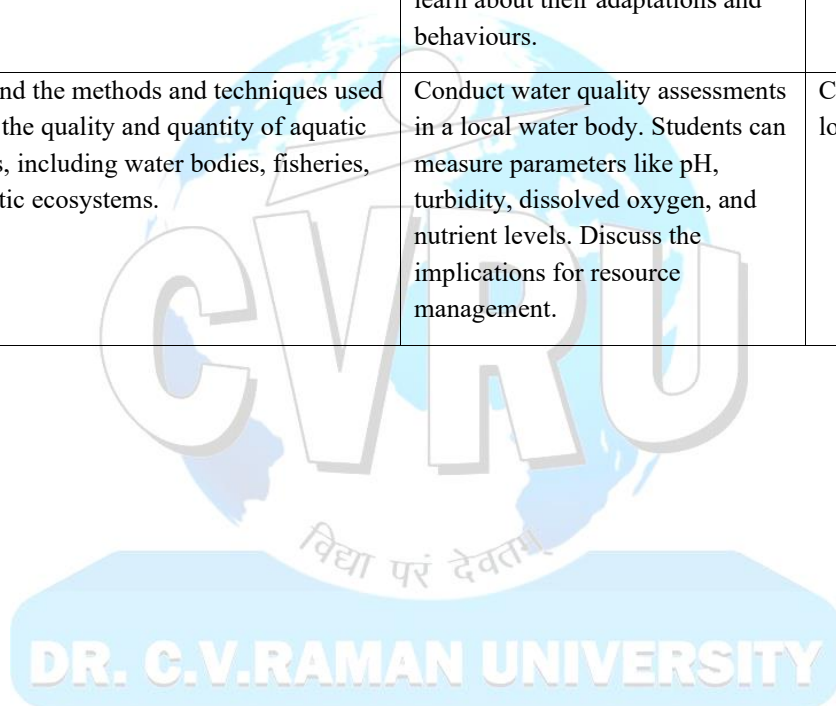 learn about their adaptations and
behaviours.
nd the methods and techniques used
the quality and quantity of aquatic
s, including water bodies, fisheries,
tic ecosystems.
Conduct water quality assessments
in a local water body. Students can
measure parameters like pH,
turbidity, dissolved oxygen, and
nutrient levels. Discuss the
implications for resource
management.
C
lo
CVRU
विद्या परं देवतम्
DR. C.V.RAMAN UNIVERSITY